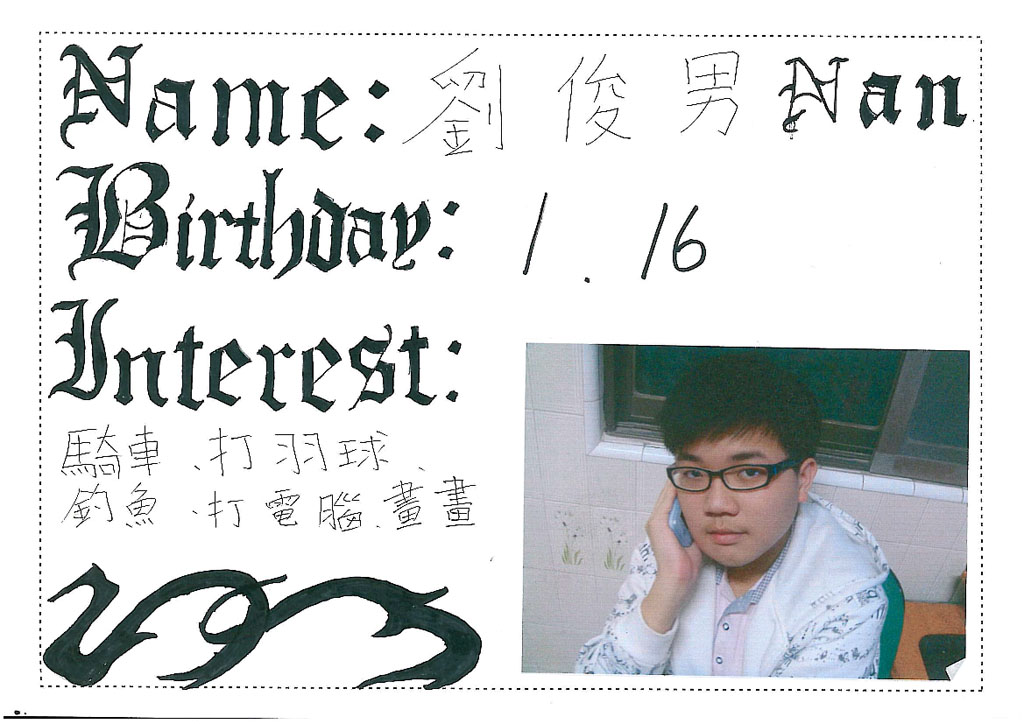 Name: 劉俊男 Nan
Birthday: 1.16
Interest:
騎車、打羽球、
釣魚、打電腦、畫畫